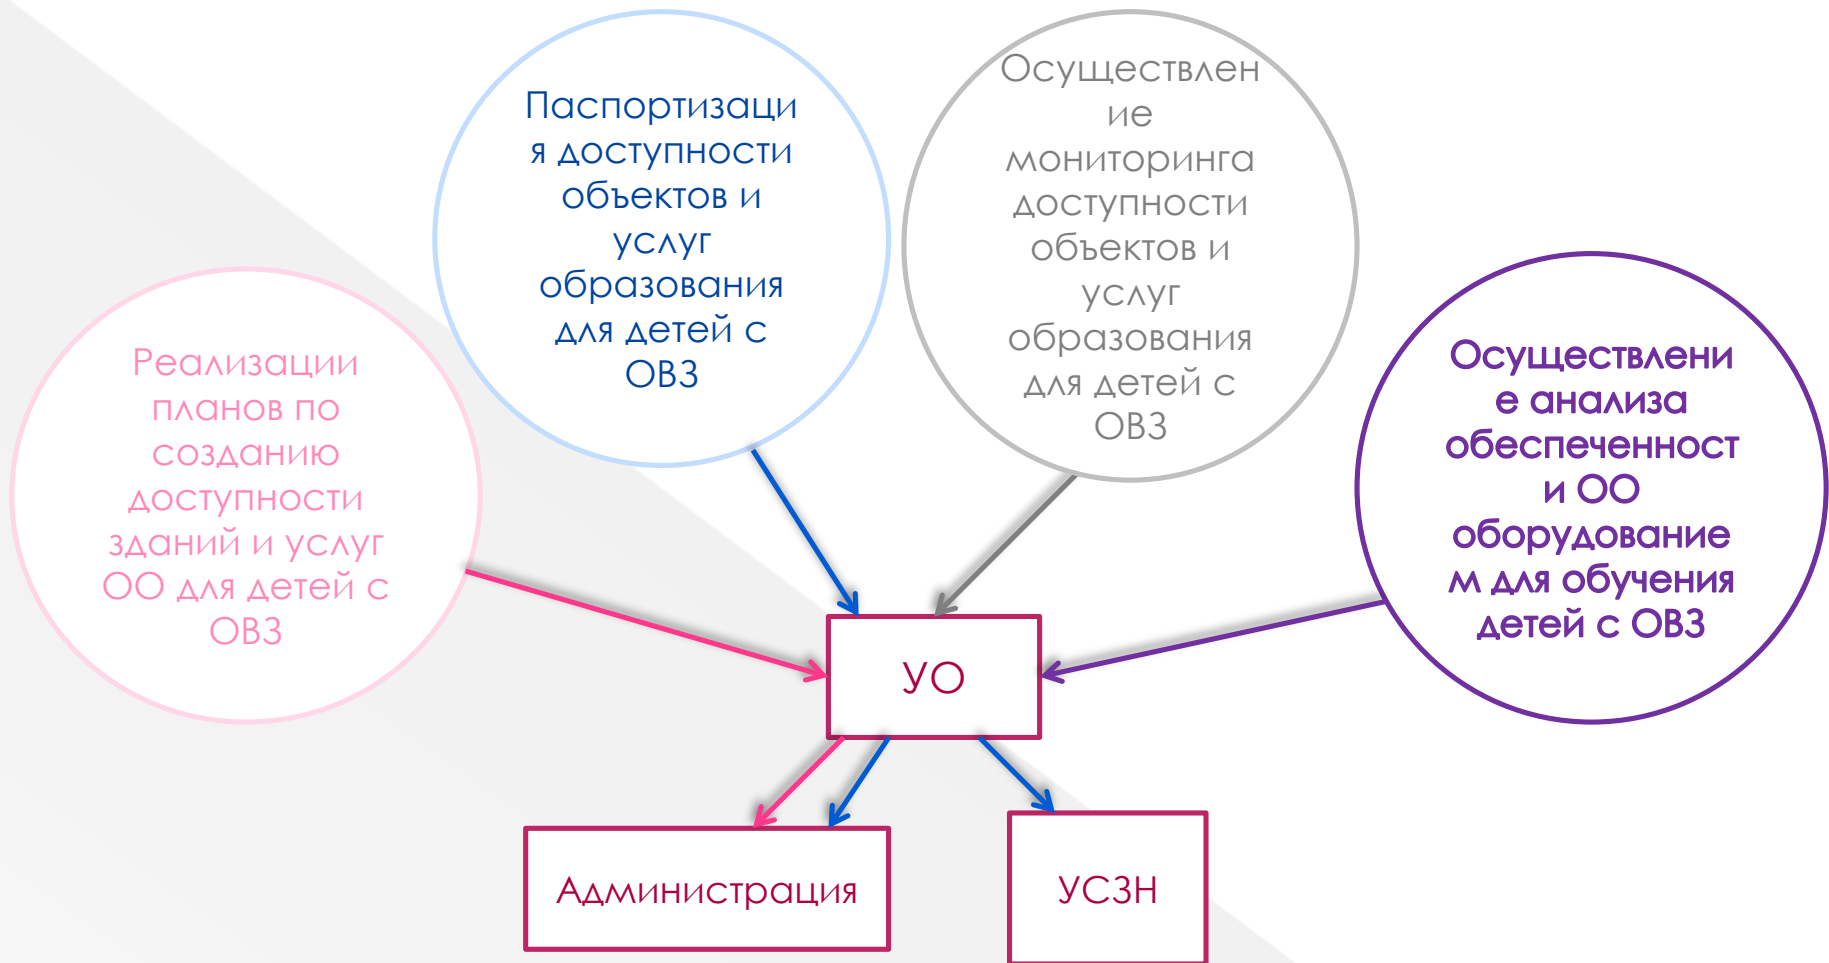 Реализации
планов по
созданию
доступности
зданий и услуг
ОО для детей с
ОВЗ
Паспортизаци
я доступности
объектов и
услуг
образования
для детей с
ОВЗ
Осуществлен
ие
мониторинга
доступности
объектов и
услуг
образования
для детей с
ОВЗ
Осуществлени
е анализа
обеспеченност
и ОО
оборудование
м для обучения
детей с ОВЗ
УО
Администрация
УСЗН